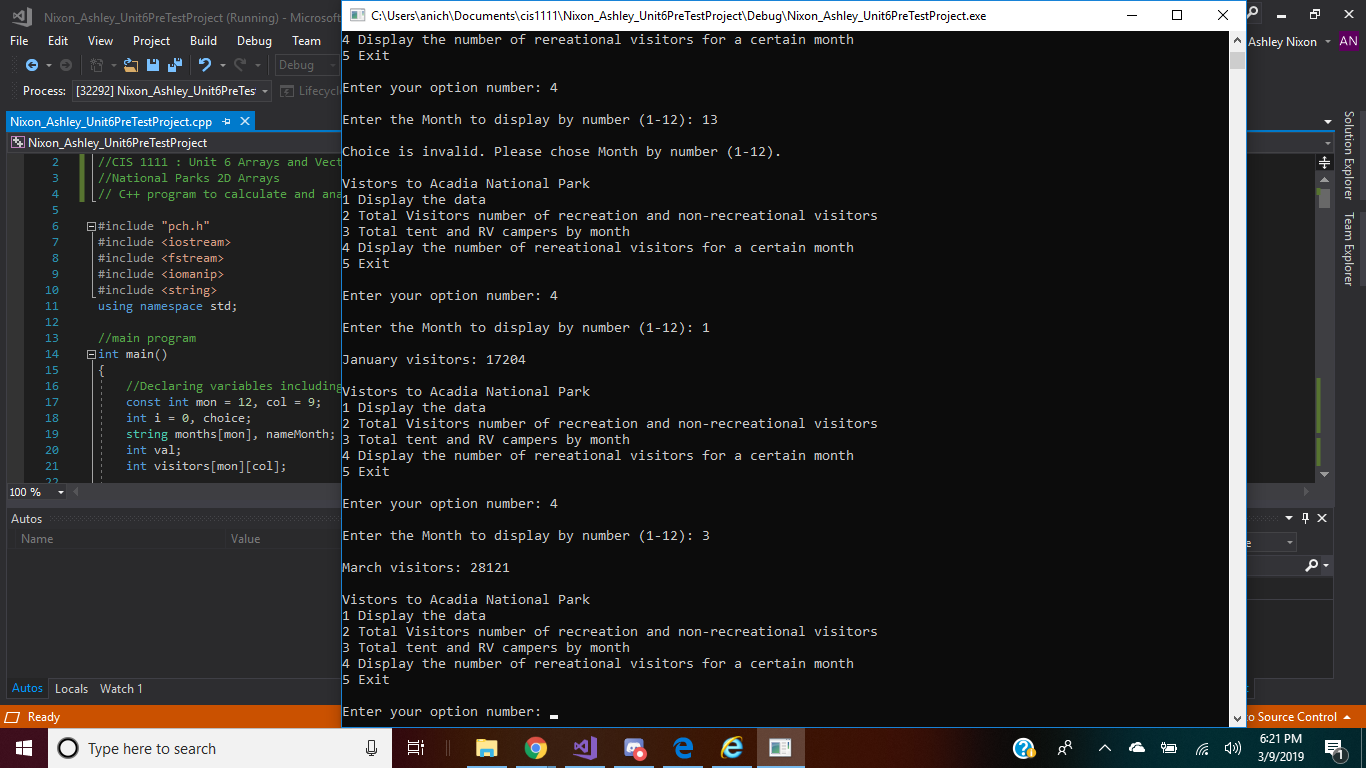 Nixon_Ashley_Unit6PreTestProject (Running) - Microsoft
C:\Users\anich\Documents\cis1111\Nixon_Ashley_Unit6PreTestProject\Debug\Nixon_Ashley_Unit6PreTestProject.exe
File Edit View Project Build Debug Team
Ashley Nixon AN
Debug
Process: [32292] Nixon_Ashley_Unit6PreTes Lifecycl
Nixon_Ashley_Unit6PreTestProject.cpp
Nixon_Ashley_Unit6PreTestProject
2 //CIS 1111 : Unit 6 Arrays and Vect
3 //National Parks 2D Arrays
4 // C++ program to calculate and ana
5
6 #include "pch.h"
7 #include <iostream>
8 #include <fstream>
9 #include <iomanip>
10 #include <string>
11 using namespace std;
12
13 //main program
14 int main()
15 {
16 //Declaring variables including
17 const int mon = 12, col = 9;
18 int i = 0, choice;
19 string months[mon], nameMonth;
20 int val;
21 int visitors[mon][col];
22
100 %
Autos
Name Value
Autos Locals Watch 1
Ready
4 Display the number of rereational visitors for a certain month
5 Exit
Enter your option number: 4
Enter the Month to display by number (1-12): 13
Choice is invalid. Please chose Month by number (1-12).
Vistors to Acadia National Park
1 Display the data
2 Total Visitors number of recreation and non-recreational visitors
3 Total tent and RV campers by month
4 Display the number of rereational visitors for a certain month
5 Exit
Enter your option number: 4
Enter the Month to display by number (1-12): 1
January visitors: 17204
Vistors to Acadia National Park
1 Display the data
2 Total Visitors number of recreation and non-recreational visitors
3 Total tent and RV campers by month
4 Display the number of rereational visitors for a certain month
5 Exit
Enter your option number: 4
Enter the Month to display by number (1-12): 3
March visitors: 28121
Vistors to Acadia National Park
1 Display the data
2 Total Visitors number of recreation and non-recreational visitors
3 Total tent and RV campers by month
4 Display the number of rereational visitors for a certain month
5 Exit
Enter your option number:
Solution Explorer
Team Explorer
e
to Source Control
Type here to search
6:21 PM
3/9/2019
1